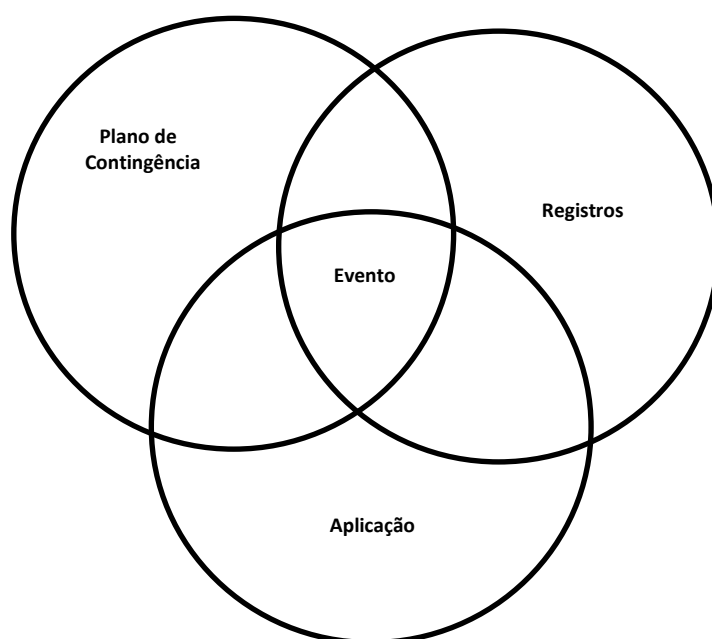 Plano de
Contingência
Registros
Evento
Aplicação